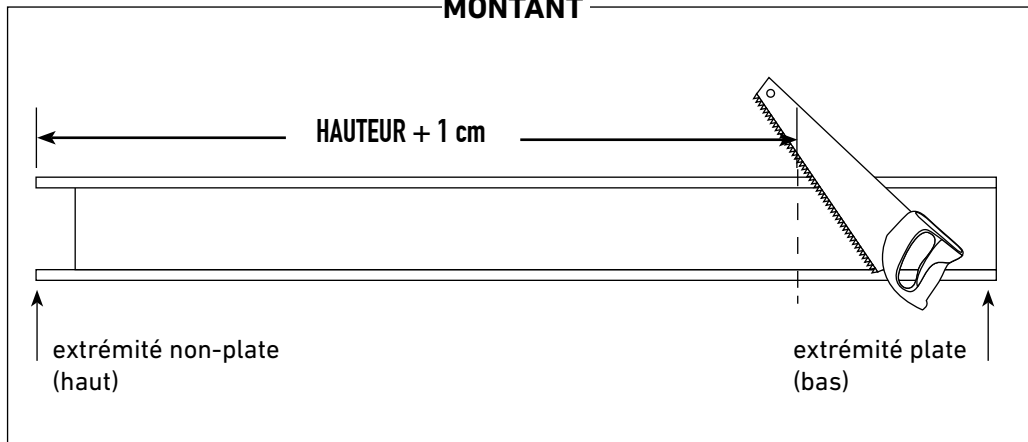 MONTANT
HAUTEUR + 1 cm
extrémité non-plate
(haut)
extrémité plate
(bas)